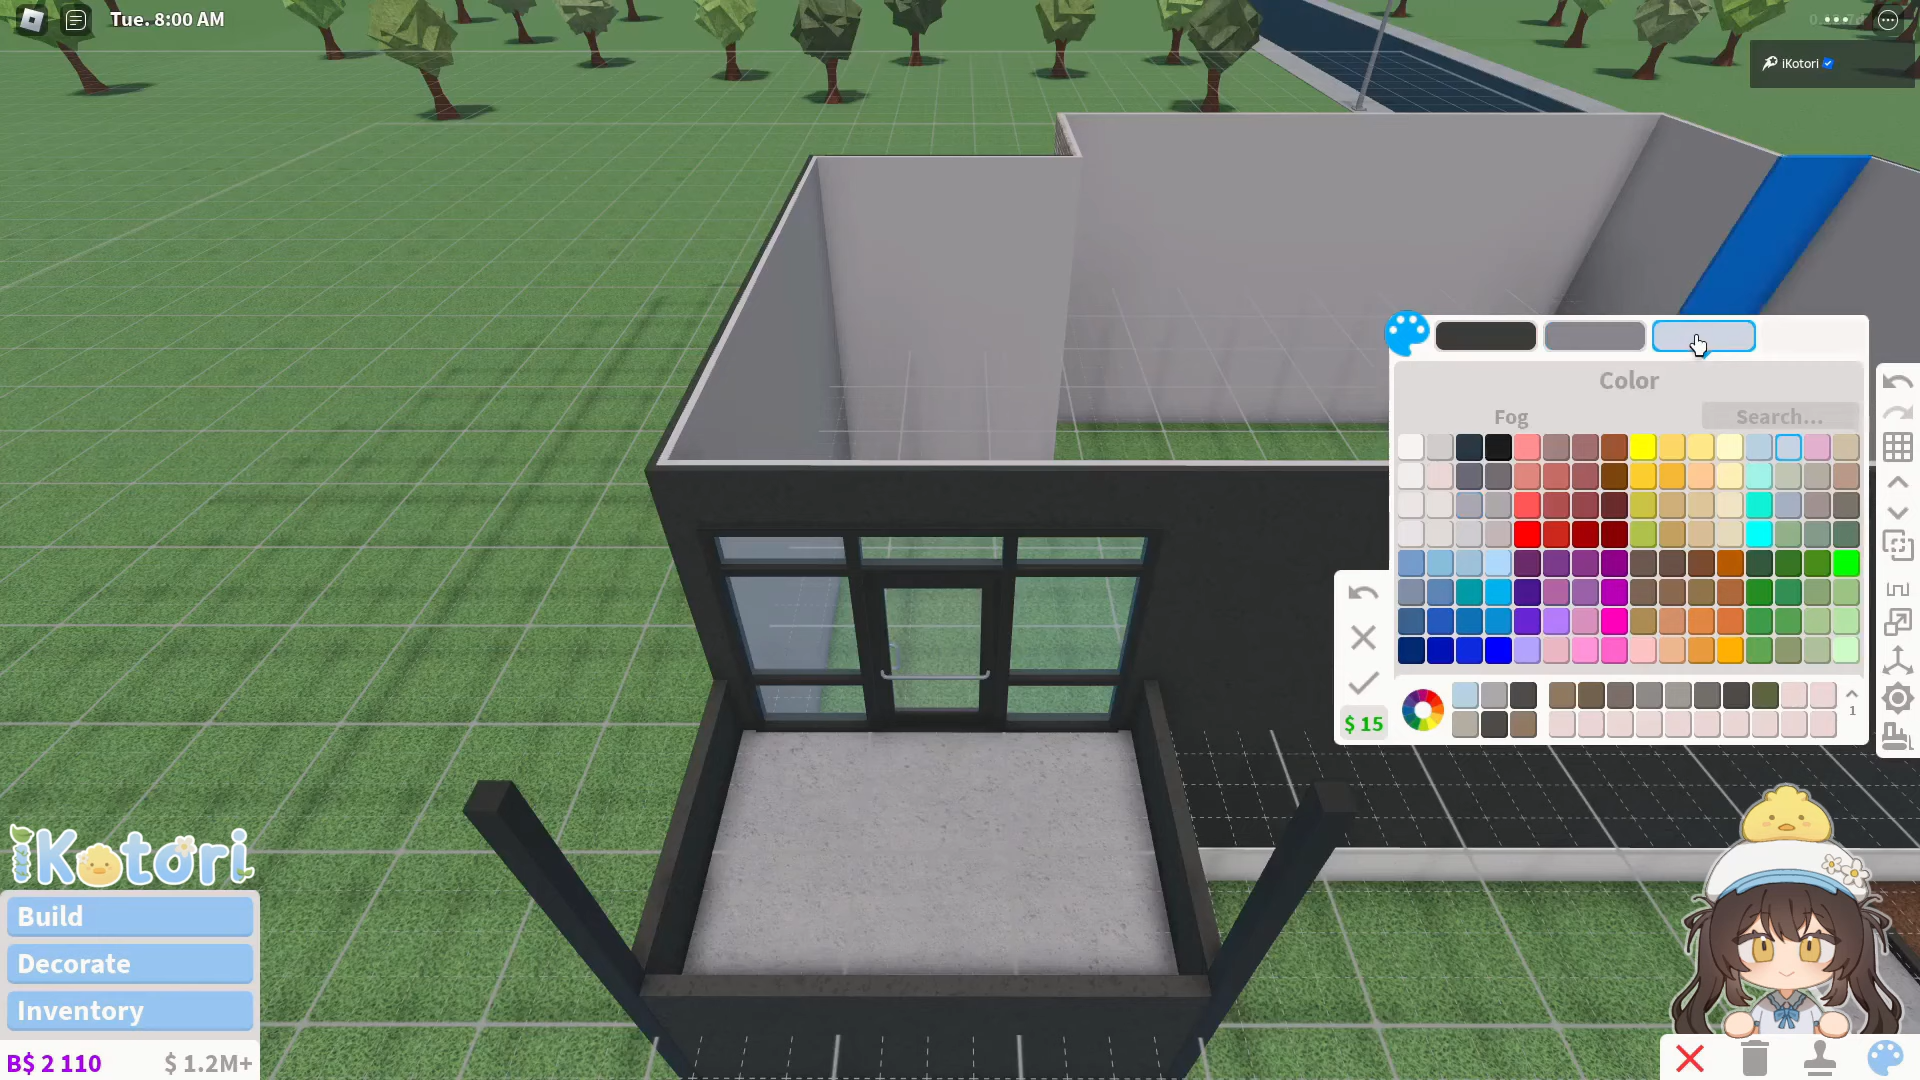 Tue. 8:00 AM
iKotori
Color
Fog
Search...
1
$ 15
iKotori
Build
Decorate
Inventory
B$ 2 110
$ 1.2M+